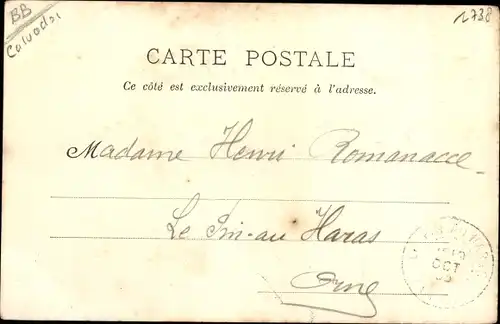 BB
Calvados
2738
CARTE POSTALE
Ce côté est exclusivement réservé à l'adresse.
Madame Henri Romanacce
Le Pin-au Haras
Orne
OCT